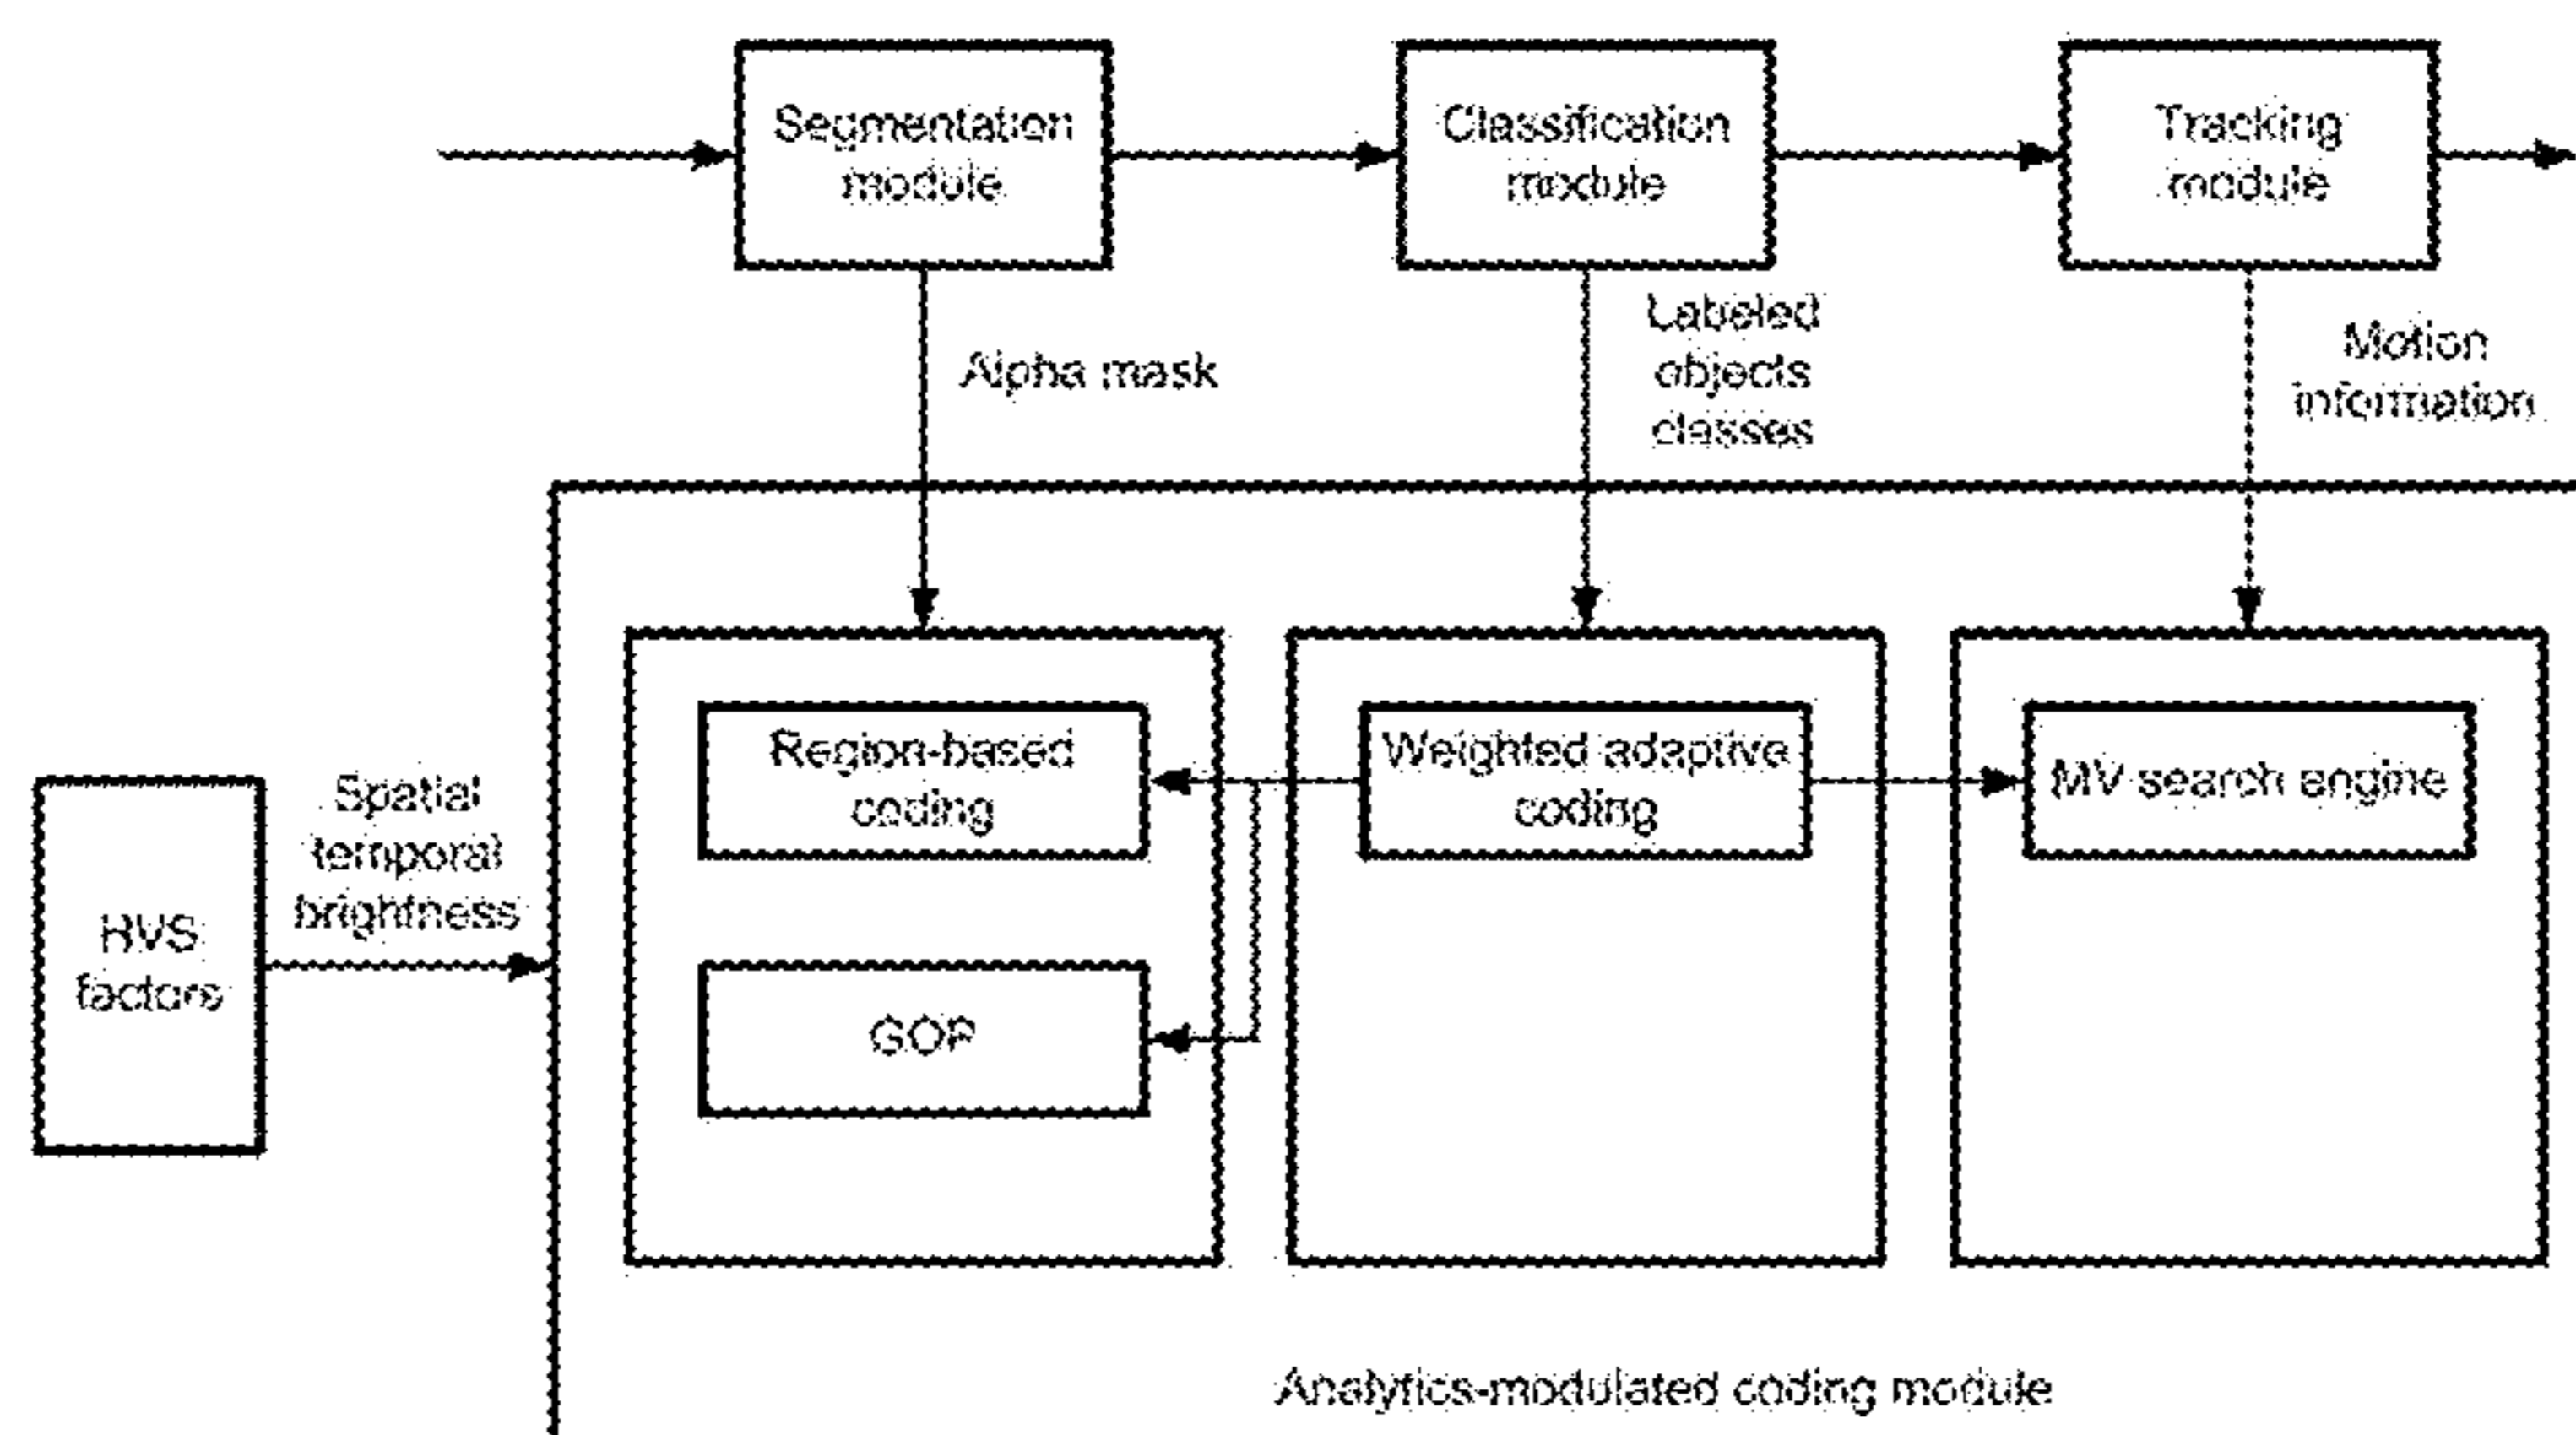 Segmentation
module
Classification
module
Tracking
module
Alpha mask
Labeled
objects
classes
Motion
information
HVS
factors
Spatial
temporal
brightness
Region-based
coding
GOP
Weighted adaptive
coding
MV search engine
Analytics-modulated coding module